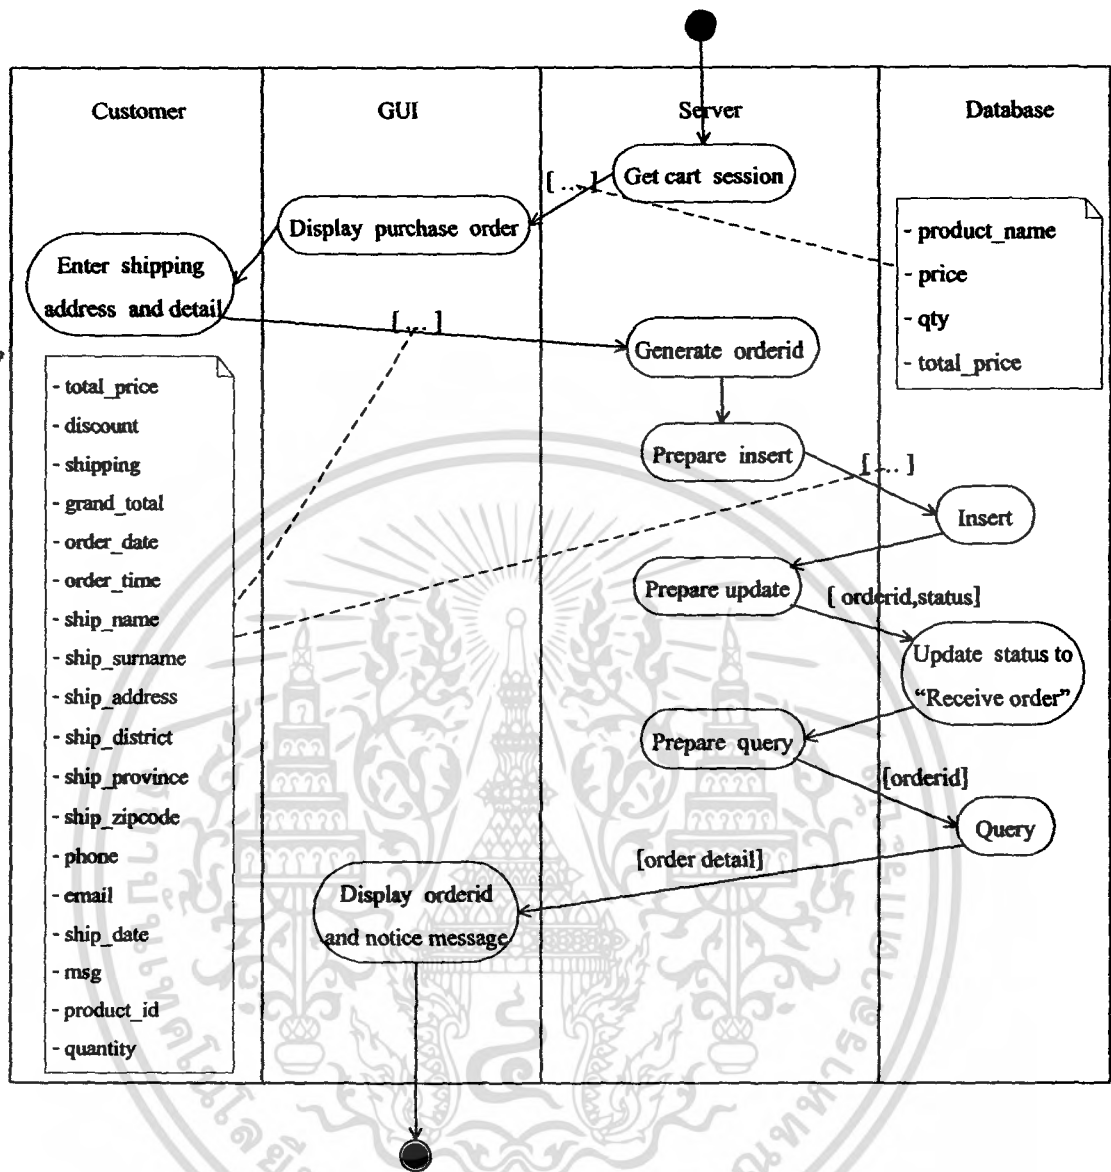 Customer
GUI
Server
Database
Get cart session
[ ... ]
Display purchase order
Enter shipping
address and detail
- product_name
- price
- qty
- total_price
[ ... ]
Generate orderid
- total_price
- discount
- shipping
- grand_total
- order_date
- order_time
- ship_name
- ship_surname
- ship_address
- ship_district
- ship_province
- ship_zipcode
- phone
- email
- ship_date
- msg
- product_id
- quantity
Prepare insert
[ ... ]
Insert
Prepare update
[ orderid,status]
Update status to
“Receive order”
Prepare query
[orderid]
Query
[order detail]
Display orderid
and notice message